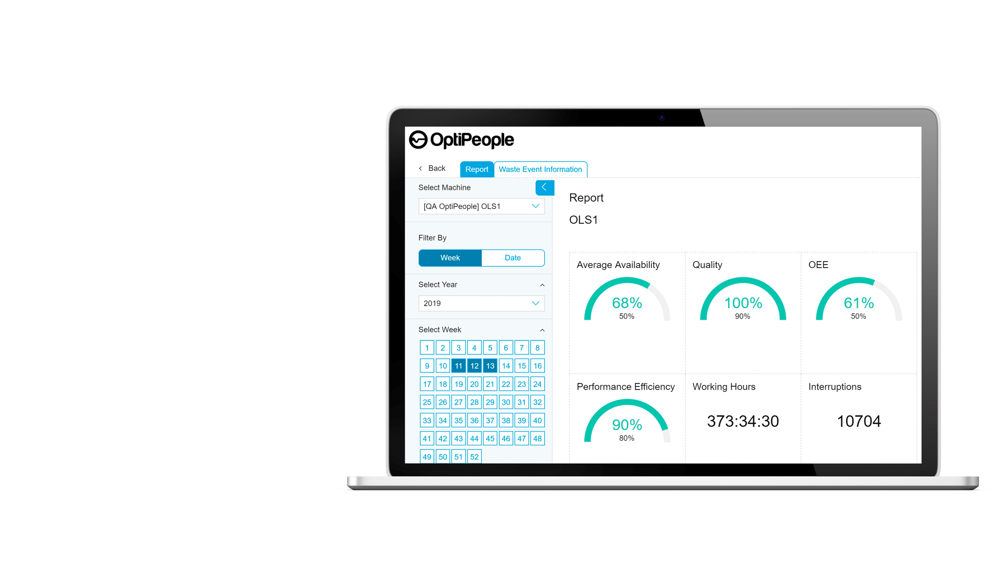 OptiPeople
Back
Report
Waste Event Information
Select Machine
[QA OptiPeople] OLS1
Filter By
Week
Date
Select Year
2019
Select Week
1 2 3 4 5 6 7 8
9 10 11 12 13 14 15 16
17 18 19 20 21 22 23 24
25 26 27 28 29 30 31 32
33 34 35 36 37 38 39 40
41 42 43 44 45 46 47 48
49 50 51 52
Report
OLS1
Average Availability
68%
50%
Quality
100%
90%
OEE
61%
50%
Performance Efficiency
90%
80%
Working Hours
373:34:30
Interruptions
10704